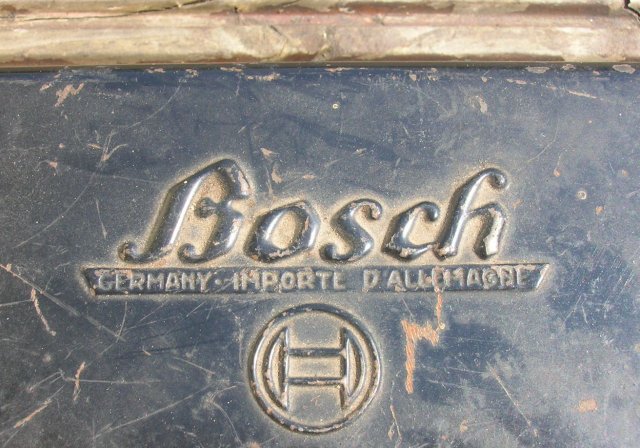 Bosch
GERMANY · IMPORTE D'ALLEMAGNE